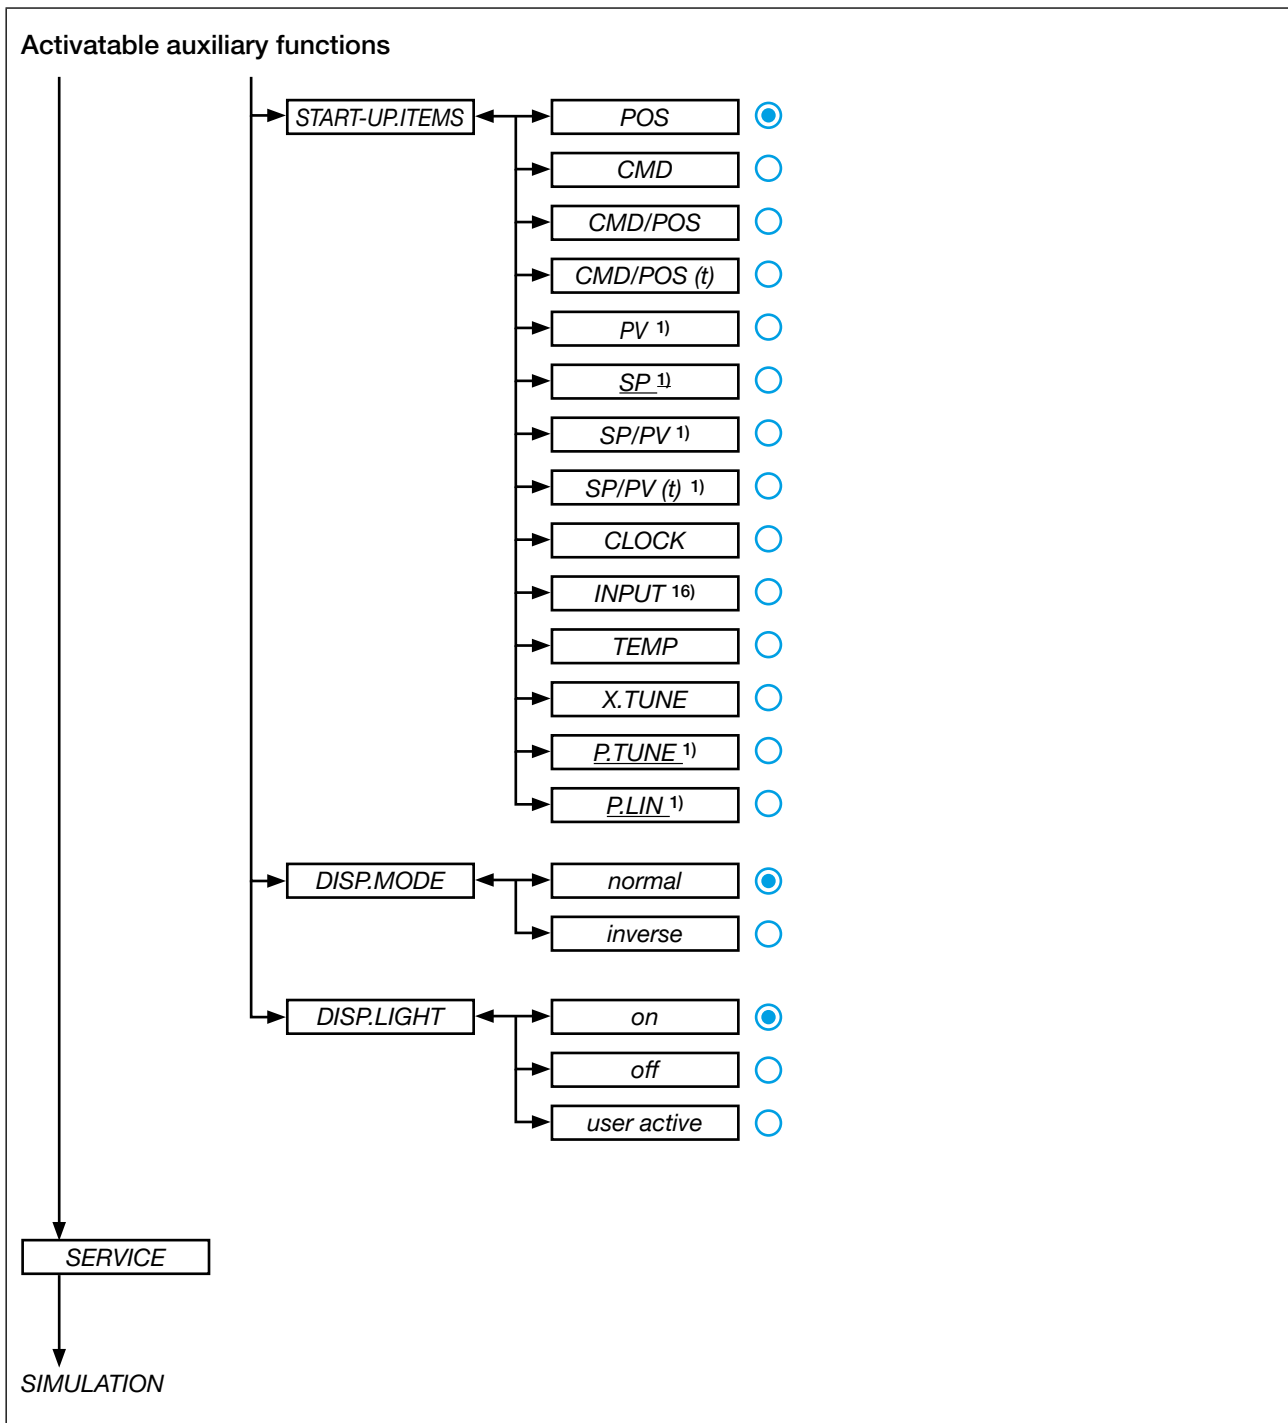 Activatable auxiliary functions
START-UP.ITEMS
POS
CMD
CMD/POS
CMD/POS (t)
PV 1)
SP 1)
SP/PV 1)
SP/PV (t) 1)
CLOCK
INPUT 16)
TEMP
X.TUNE
P.TUNE 1)
P.LIN 1)
DISP.MODE
normal
inverse
DISP.LIGHT
on
off
user active
SERVICE
SIMULATION